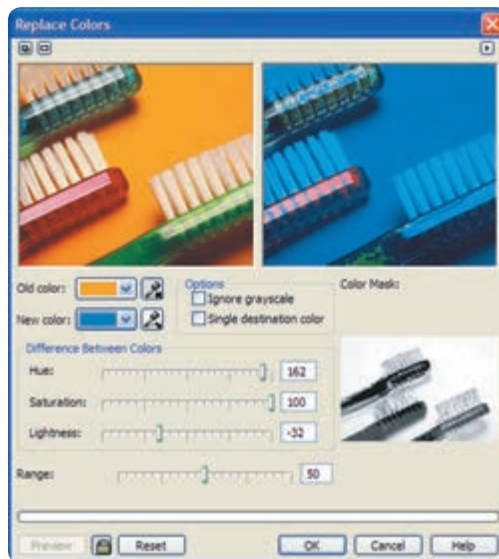 Replace Colors
Old color:
New color:
Options
Ignore grayscale
Single destination color
Color Mask:
Difference Between Colors
Hue: 162
Saturation: 100
Lightness: -32
Range: 50
Preview Reset OK Cancel Help